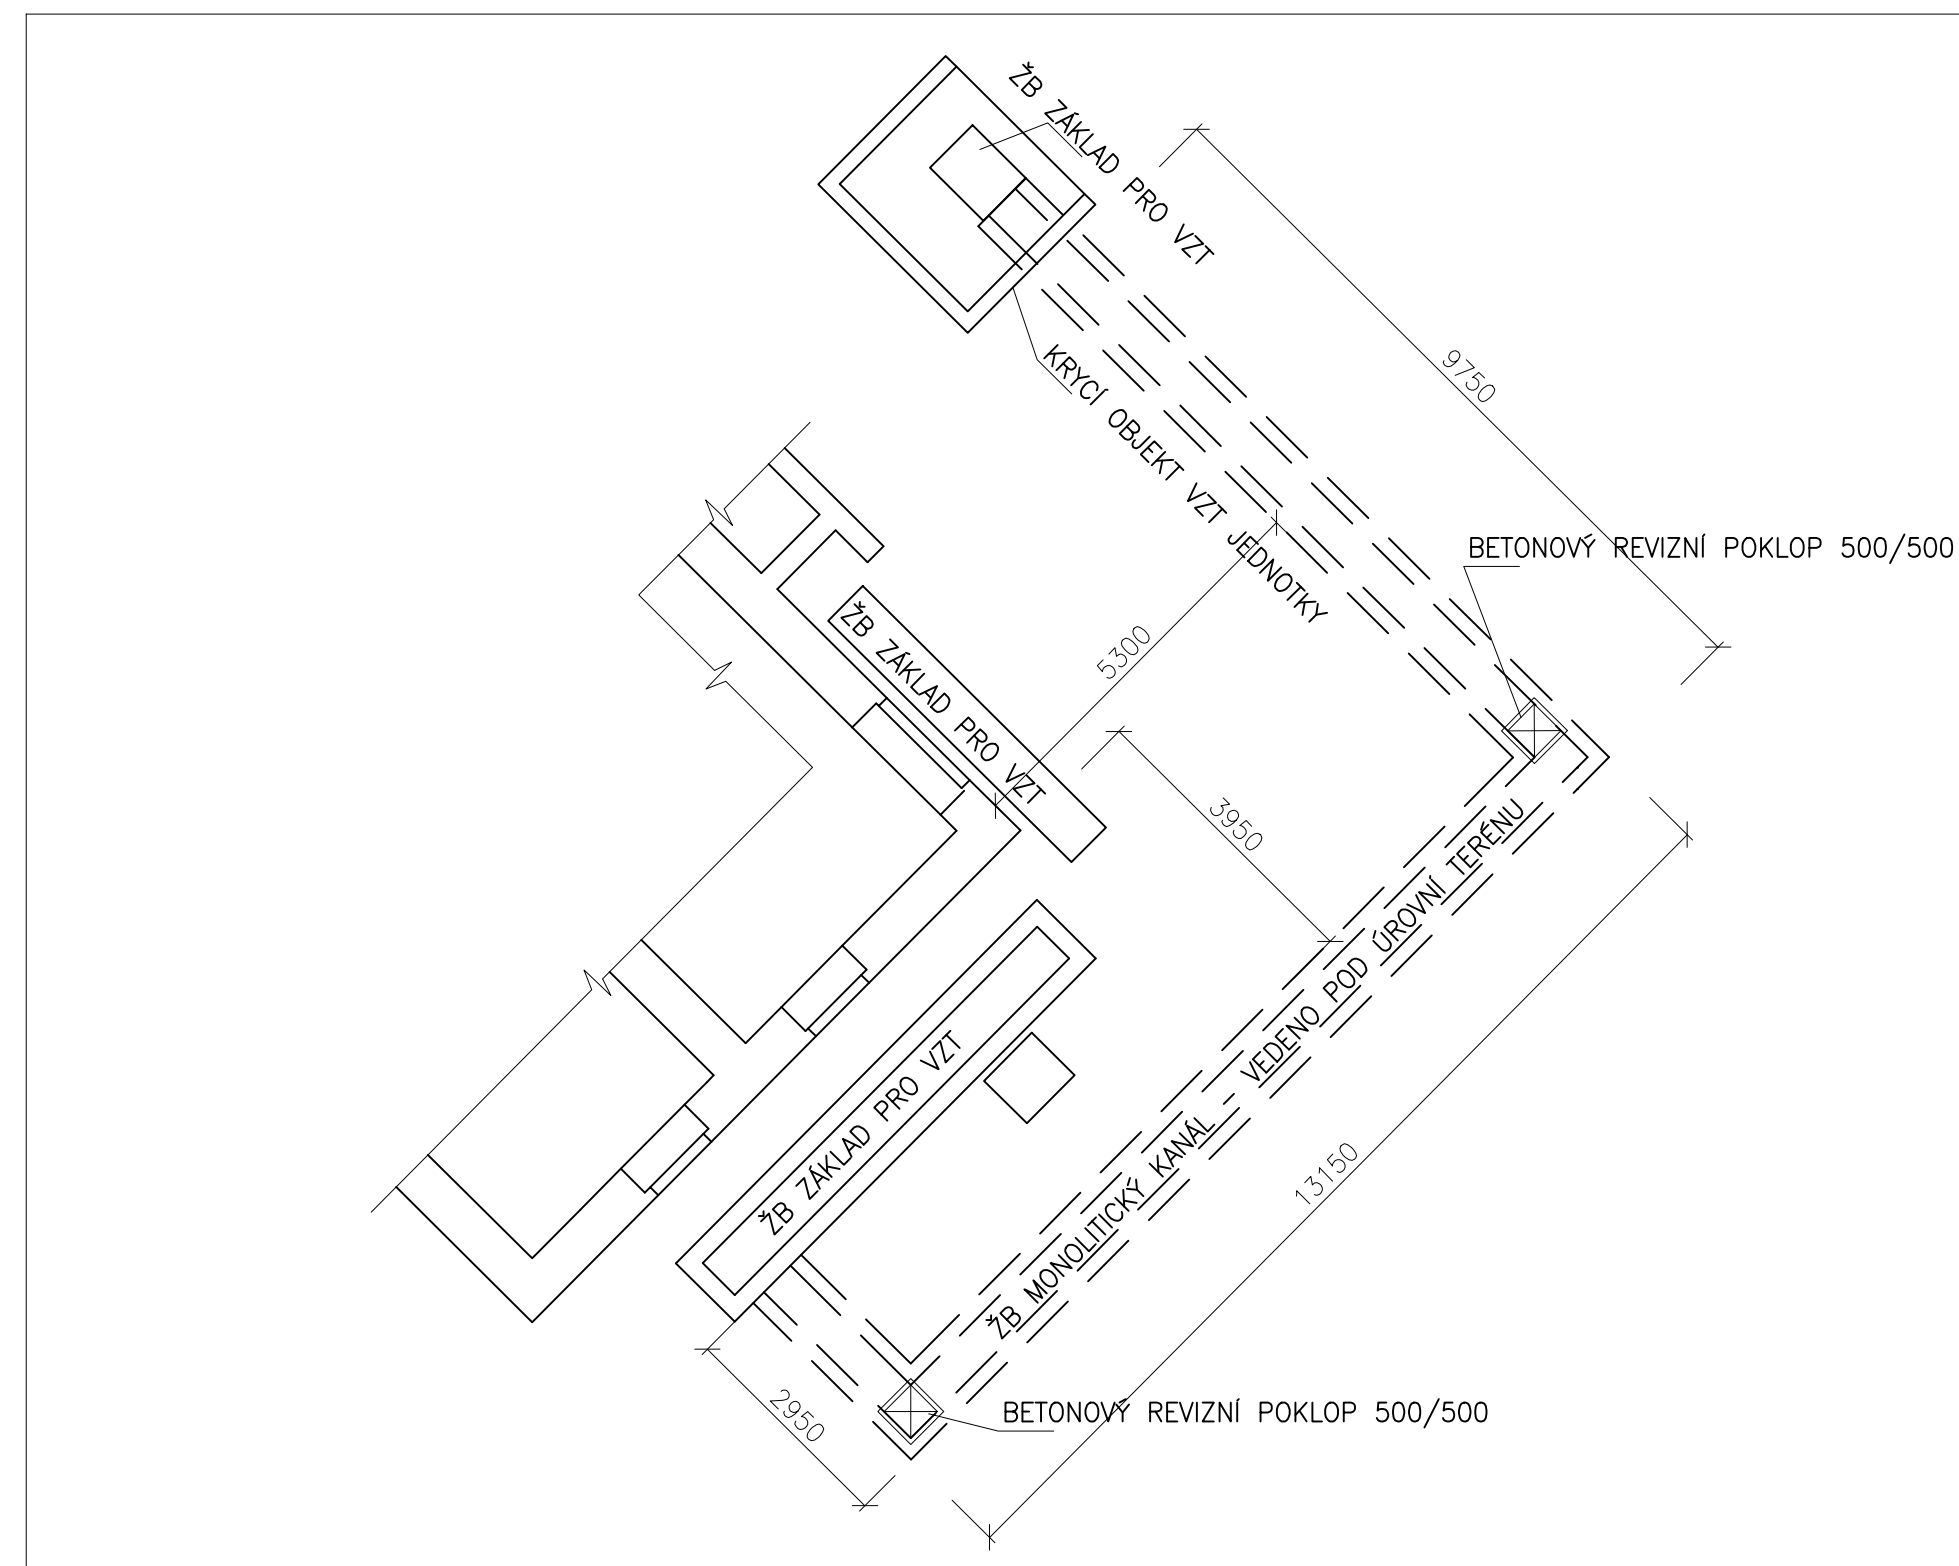 ŽB ZÁKLAD PRO VZT
9750
KRYCÍ OBJEKT VZT JEDNOTKY
BETONOVÝ REVIZNÍ POKLOP 500/500
ŽB ZÁKLAD PRO VZT
5300
3950
ŽB ZÁKLAD PRO VZT
ŽB MONOLITICKÝ KANÁL - VEDENO POD ÚROVNÍ TERÉNU
13150
2950
BETONOVÝ REVIZNÍ POKLOP 500/500